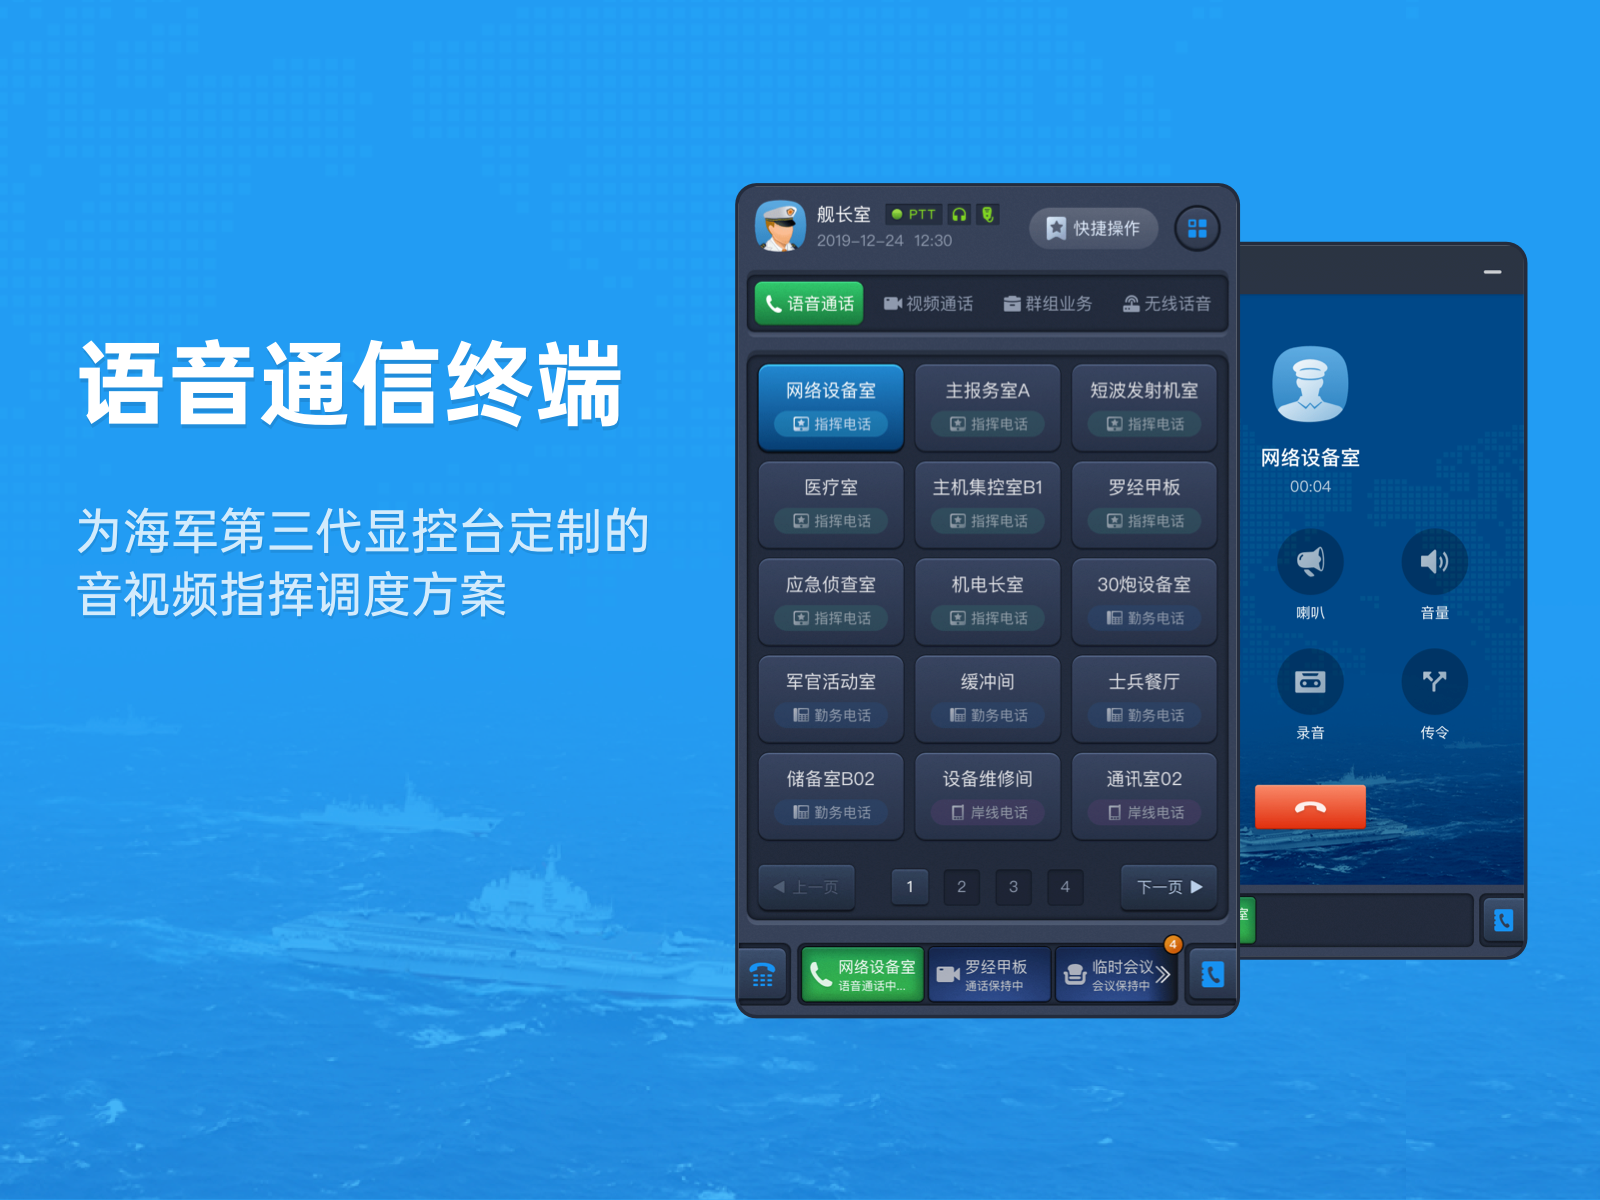 语音通信终端
为海军第三代显控台定制的
音视频指挥调度方案
舰长室 PTT
2019-12-24 12:30
快捷操作
语音通话 视频通话 群组业务 无线话音
网络设备室 主报务室A 短波发射机室
指挥电话 指挥电话 指挥电话
医疗室 主机集控室B1 罗经甲板
指挥电话 指挥电话 指挥电话
应急侦查室 机电长室 30炮设备室
指挥电话 指挥电话 勤务电话
军官活动室 缓冲间 士兵餐厅
勤务电话 勤务电话 勤务电话
储备室B02 设备维修间 通讯室02
勤务电话 岸线电话 岸线电话
上一页 1 2 3 4 下一页
4
网络设备室 罗经甲板 临时会议
语音通话中... 通话保持中 会议保持中
网络设备室
00:04
喇叭 音量
录音 传令
室